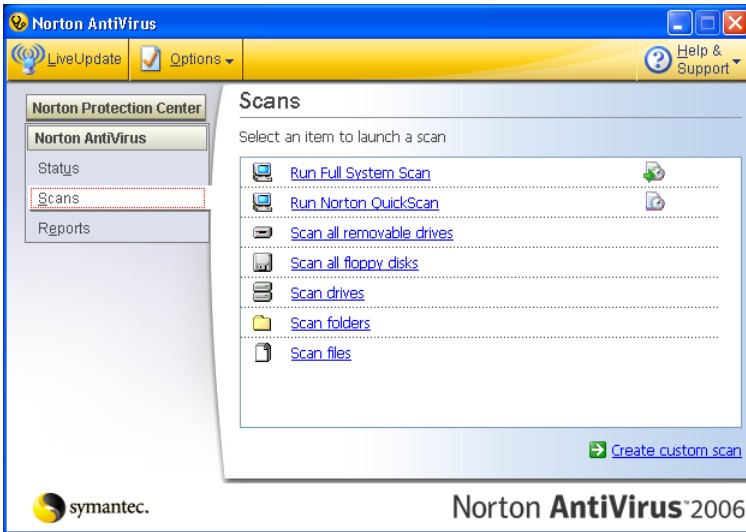 Norton AntiVirus
LiveUpdate
Options
Help & Support
Norton Protection Center
Norton AntiVirus
Status
Scans
Reports
Scans
Select an item to launch a scan
Run Full System Scan
Run Norton QuickScan
Scan all removable drives
Scan all floppy disks
Scan drives
Scan folders
Scan files
Create custom scan
symantec.
Norton AntiVirus™2006